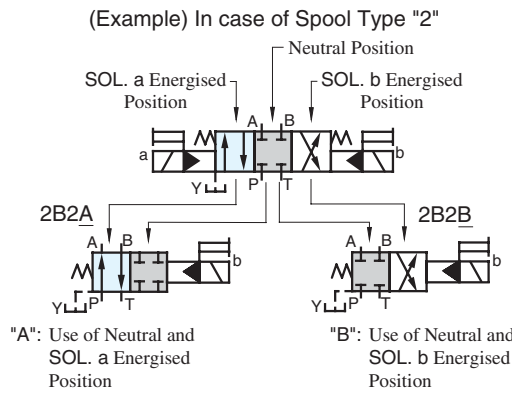 (Example) In case of Spool Type "2"
Neutral Position
SOL. a Energised
Position
SOL. b Energised
Position
A B
a
b
Y
P T
2B2A
2B2B
A B
b
Y
P T
A B
b
Y
P T
"A": Use of Neutral and
SOL. a Energised
Position
"B": Use of Neutral and
SOL. b Energised
Position